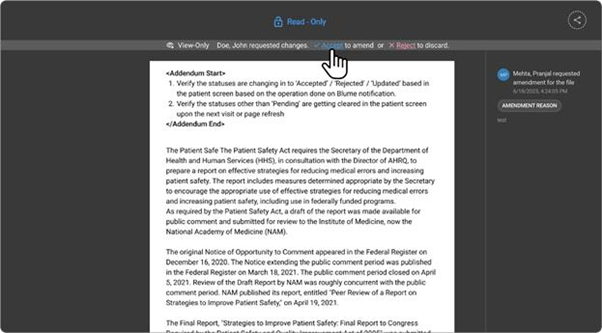 Read - Only
View-Only Doe, John requested changes. ✓ Accept to amend or ✕ Reject to discard.
<Addendum Start>
1. Verify the statuses are changing in to 'Accepted' / 'Rejected' / 'Updated' based in
the patient screen based on the operation done on Blume notification.
2. Verify the statuses other than 'Pending' are getting cleared in the patient screen
upon the next visit or page refresh
</Addendum End>
The Patient Safe The Patient Safety Act requires the Secretary of the Department of
Health and Human Services (HHS), in consultation with the Director of AHRQ, to
prepare a report on effective strategies for reducing medical errors and increasing
patient safety. The report includes measures determined appropriate by the Secretary
to encourage the appropriate use of effective strategies for reducing medical errors
and increasing patient safety, including use in federally funded programs.
As required by the Patient Safety Act, a draft of the report was made available for
public comment and submitted for review to the Institute of Medicine, now the
National Academy of Medicine (NAM).
The original Notice of Opportunity to Comment appeared in the Federal Register on
December 16, 2020. The Notice extending the public comment period was published
in the Federal Register on March 18, 2021. The public comment period closed on April
5, 2021. Review of the Draft Report by NAM was roughly concurrent with the public
comment period. NAM published its report, entitled "Peer Review of a Report on
Strategies to Improve Patient Safety," on April 19, 2021.
The Final Report, "Strategies to Improve Patient Safety: Final Report to Congress
Mehta, Pranjal requested
amendment for the file
6/18/2023, 4:24:05 PM
AMENDMENT REASON
test